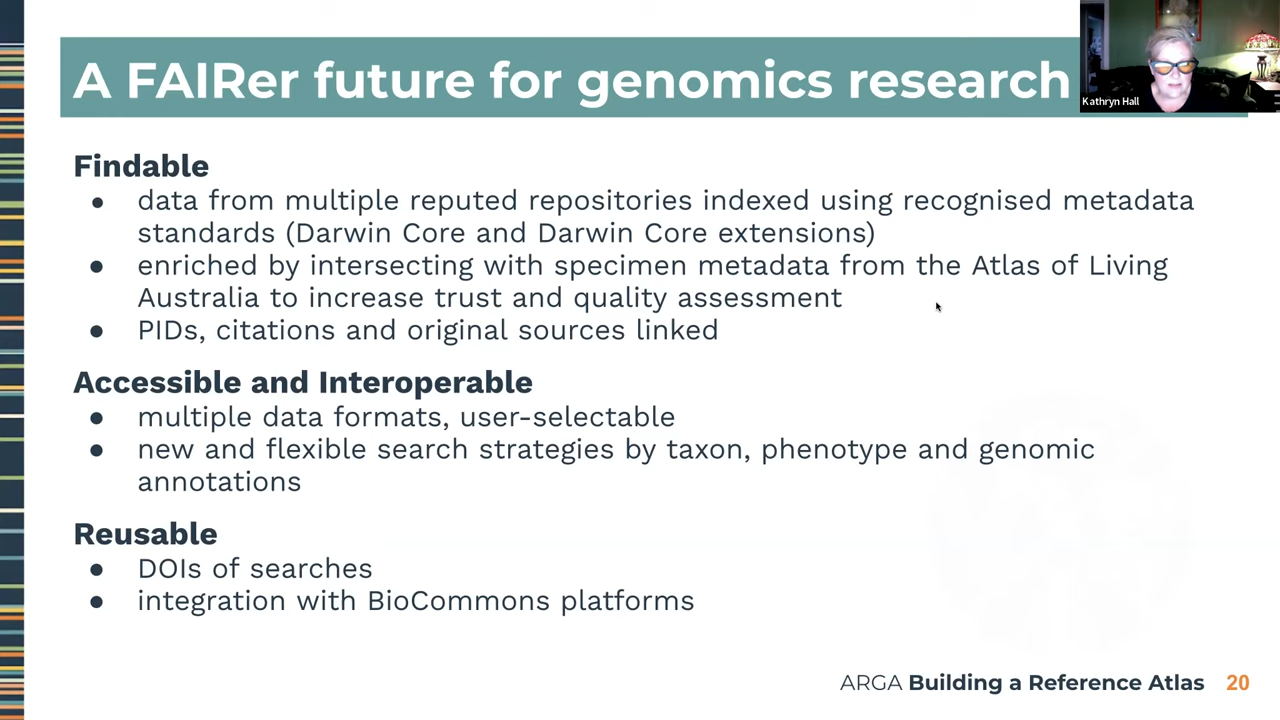 A FAIRer future for genomics research
Kathryn Hall
Findable
● data from multiple reputed repositories indexed using recognised metadata
standards (Darwin Core and Darwin Core extensions)
● enriched by intersecting with specimen metadata from the Atlas of Living
Australia to increase trust and quality assessment
● PIDs, citations and original sources linked
Accessible and Interoperable
● multiple data formats, user-selectable
● new and flexible search strategies by taxon, phenotype and genomic
annotations
Reusable
● DOIs of searches
● integration with BioCommons platforms
ARGA Building a Reference Atlas 20